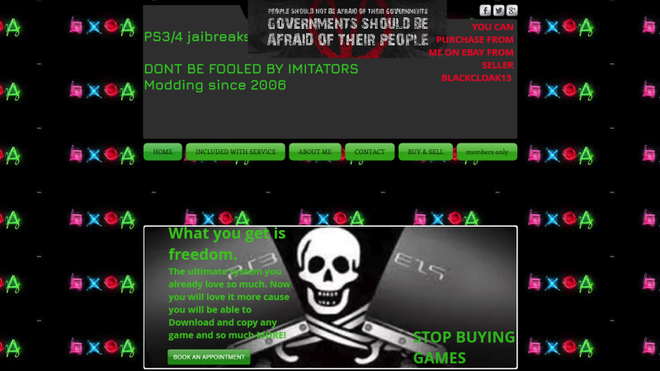 PEOPLE SHOULD NOT BE AFRAID OF THEIR GOVERNMENTS
GOVERNMENTS SHOULD BE
AFRAID OF THEIR PEOPLE
PS3/4 jailbreaks
DONT BE FOOLED BY IMITATORS
Modding since 2006
YOU CAN
PURCHASE FROM
ME ON EBAY FROM
SELLER
BLACKCLOAK13
HOME
INCLUDED WITH SERVICE
ABOUT ME
CONTACT
BUY & SELL
members only
What you get is
freedom.
The ultimate system you
already love so much. Now
you will love it more cause
you will be able to
Download and copy any
game and so much MORE!
BOOK AN APPOINTMENT
STOP BUYING
GAMES